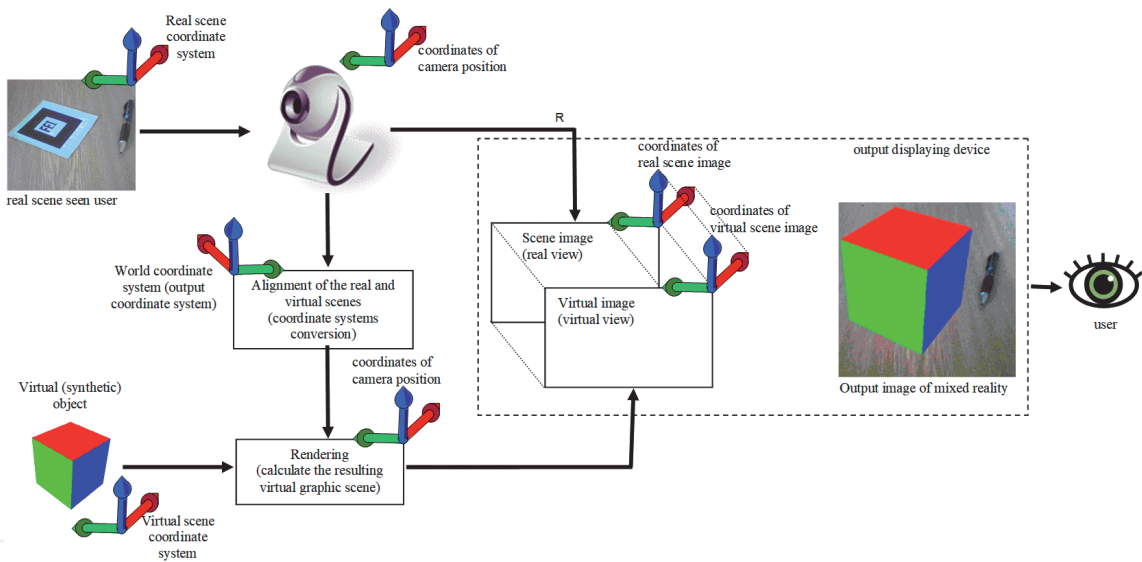 Real scene
coordinate
system
coordinates of
camera position
FEI
real scene seen user
R
output displaying device
coordinates of
real scene image
coordinates of
virtual scene image
Scene image
(real view)
Virtual image
(virtual view)
World coordinate
system (output
coordinate system)
Alignment of the real and
virtual scenes
(coordinate systems
conversion)
coordinates of
camera position
user
Output image of mixed reality
Virtual (synthetic)
object
Rendering
(calculate the resulting
virtual graphic scene)
Virtual scene
coordinate
system